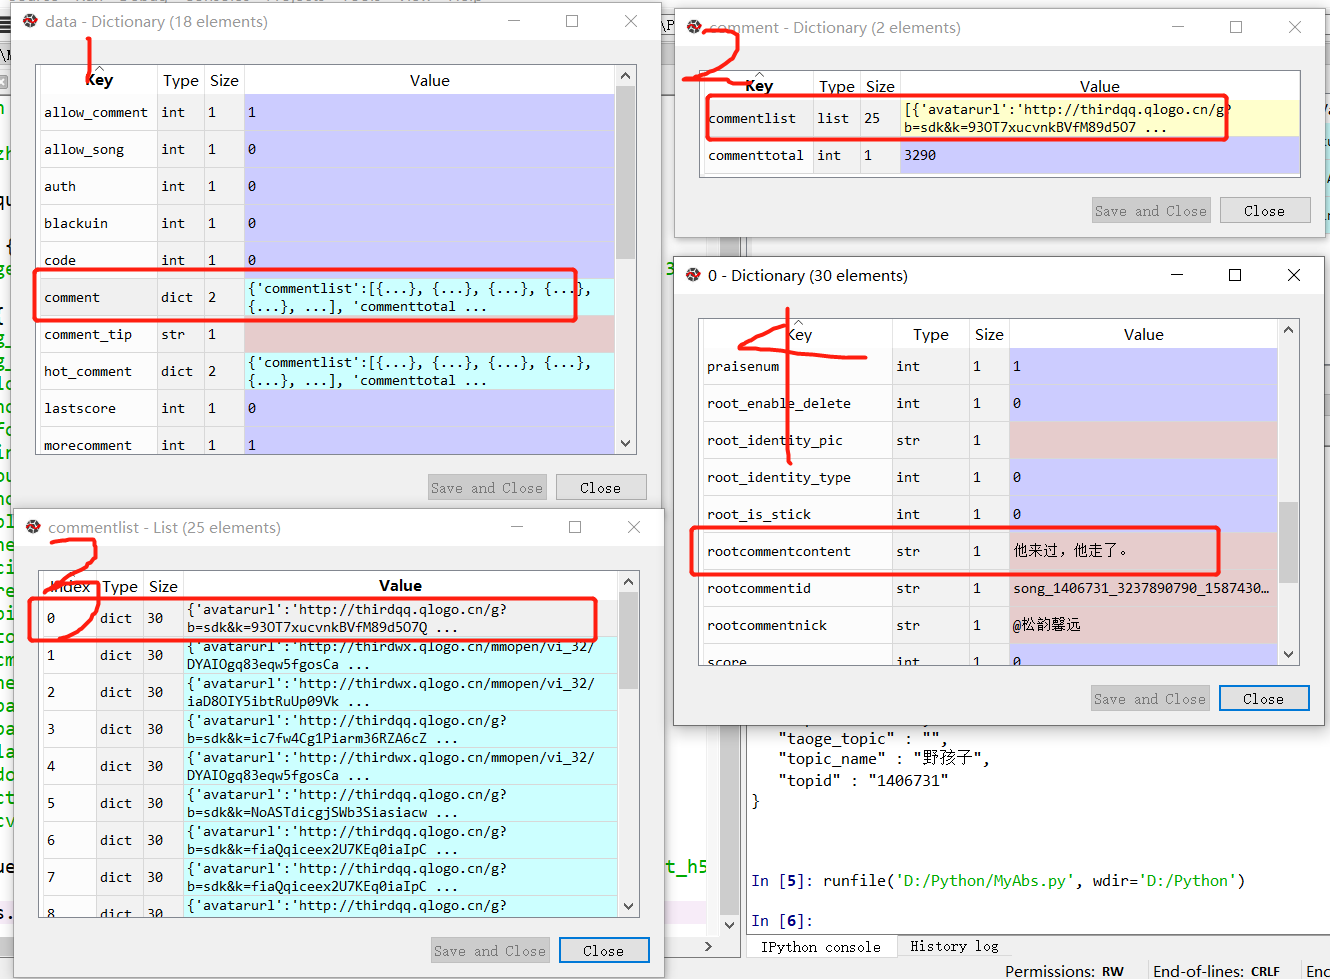 data - Dictionary (18 elements)
1
Key Type Size Value
allow_comment int 1 1
allow_song int 1 0
auth int 1 0
blackuin int 1 0
code int 1 0
comment dict 2 {'commentlist':[{...}, {...}, {...}, {...},
{...}, ...], 'commenttotal ...
comment_tip str 1
hot_comment dict 2 {'commentlist':[{...}, {...}, {...}, {...},
{...}, ...], 'commenttotal ...
lastscore int 1 0
morecomment int 1 1
Save and Close Close
comment - Dictionary (2 elements)
2
Key Type Size Value
commentlist list 25 [{'avatarurl':'http://thirdqq.qlogo.cn/g?
b=sdk&k=93OT7xucvnkBVfM89d5O7 ...
commenttotal int 1 3290
Save and Close Close
commentlist - List (25 elements)
3
Index Type Size Value
0 dict 30 {'avatarurl':'http://thirdqq.qlogo.cn/g?
b=sdk&k=93OT7xucvnkBVfM89d5O7Q ...
1 dict 30 {'avatarurl':'http://thirdwx.qlogo.cn/mmopen/vi_32/
DYAIOgq83eqw5fgosCa ...
2 dict 30 {'avatarurl':'http://thirdwx.qlogo.cn/mmopen/vi_32/
iaD8OIY5ibtRuUp09Vk ...
3 dict 30 {'avatarurl':'http://thirdqq.qlogo.cn/g?
b=sdk&k=ic7fw4Cg1Piarm36RZA6cZ ...
4 dict 30 {'avatarurl':'http://thirdwx.qlogo.cn/mmopen/vi_32/
DYAIOgq83eqw5fgosCa ...
5 dict 30 {'avatarurl':'http://thirdqq.qlogo.cn/g?
b=sdk&k=NoASTdicgjSWb3Siasiacw ...
6 dict 30 {'avatarurl':'http://thirdqq.qlogo.cn/g?
b=sdk&k=fiaQqiceex2U7KEq0iaIpC ...
7 dict 30 {'avatarurl':'http://thirdqq.qlogo.cn/g?
b=sdk&k=fiaQqiceex2U7KEq0iaIpC ...
8 dict 30 {'avatarurl':'http://thirdqq.qlogo.cn/g?
Save and Close Close
0 - Dictionary (30 elements)
4
Key Type Size Value
praisenum int 1 1
root_enable_delete int 1 0
root_identity_pic str 1
root_identity_type int 1 0
root_is_stick int 1 0
rootcommentcontent str 1 他来过，他走了。
rootcommentid str 1 song_1406731_3237890790_1587430…
rootcommentnick str 1 @松韵馨远
score int 1 0
Save and Close Close
"taoge_topic" : "",
"topic_name" : "野孩子",
"topid" : "1406731"
}
In [5]: runfile('D:/Python/MyAbs.py', wdir='D:/Python')
In [6]:
IPython console History log
Permissions: RW End-of-lines: CRLF